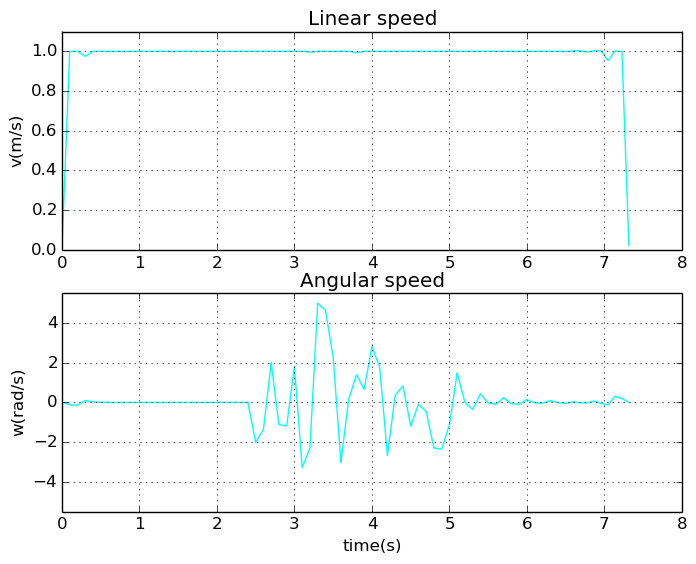 Linear speed
v(m/s)
1.0
0.8
0.6
0.4
0.2
0.0
0 1 2 3 4 5 6 7 8
Angular speed
w(rad/s)
4
2
0
−2
−4
0 1 2 3 4 5 6 7 8
time(s)